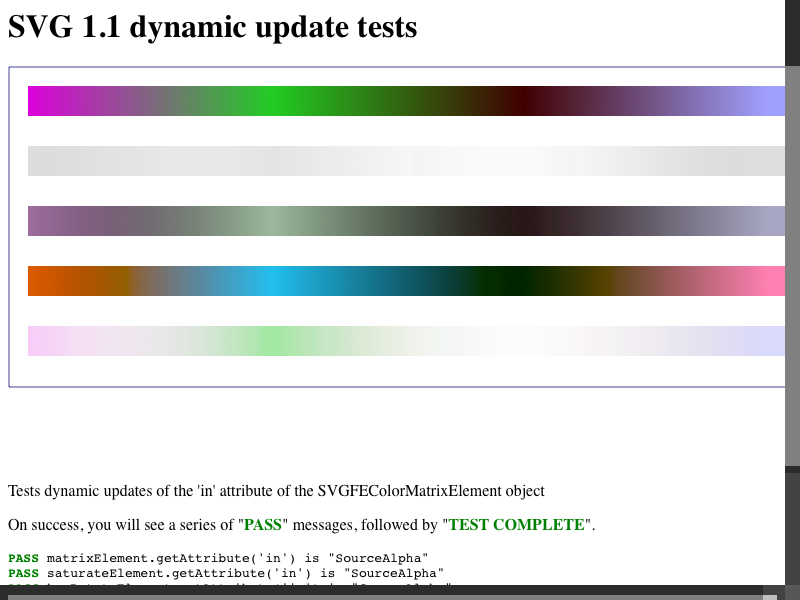 SVG 1.1 dynamic update tests
Tests dynamic updates of the 'in' attribute of the SVGFEColorMatrixElement object
On success, you will see a series of "PASS" messages, followed by "TEST COMPLETE".
PASS matrixElement.getAttribute('in') is "SourceAlpha"
PASS saturateElement.getAttribute('in') is "SourceAlpha"